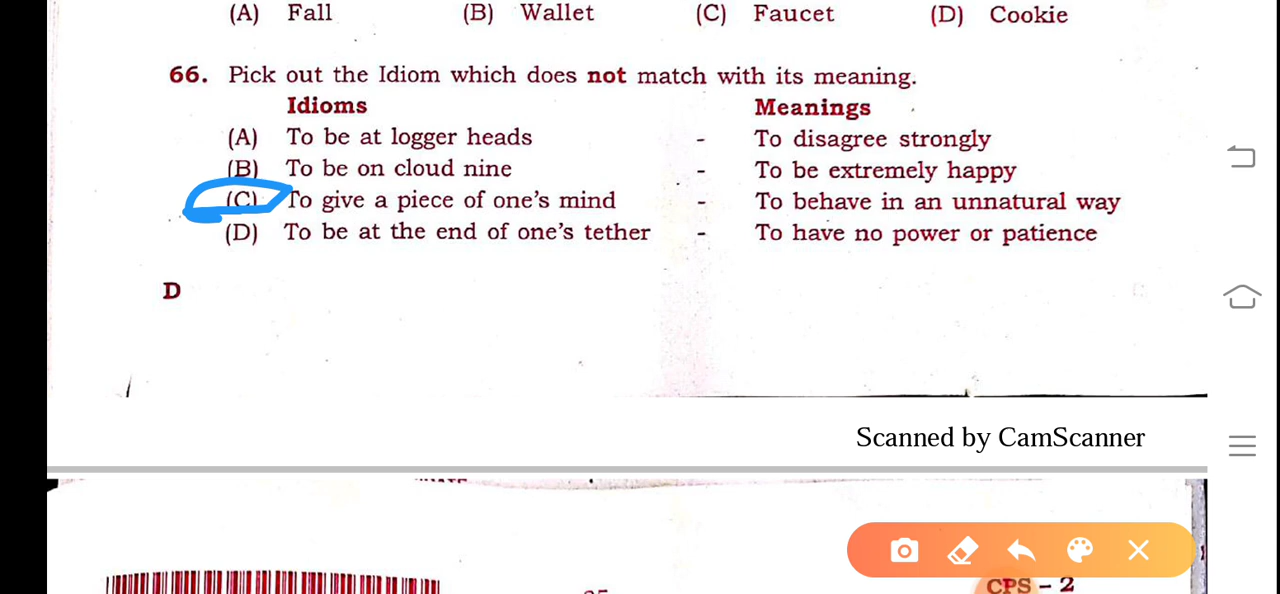 (A) Fall (B) Wallet (C) Faucet (D) Cookie
66. Pick out the Idiom which does not match with its meaning.
Idioms Meanings
(A) To be at logger heads - To disagree strongly
(B) To be on cloud nine - To be extremely happy
(C) To give a piece of one's mind - To behave in an unnatural way
(D) To be at the end of one's tether - To have no power or patience
D
Scanned by CamScanner
CPS - 2